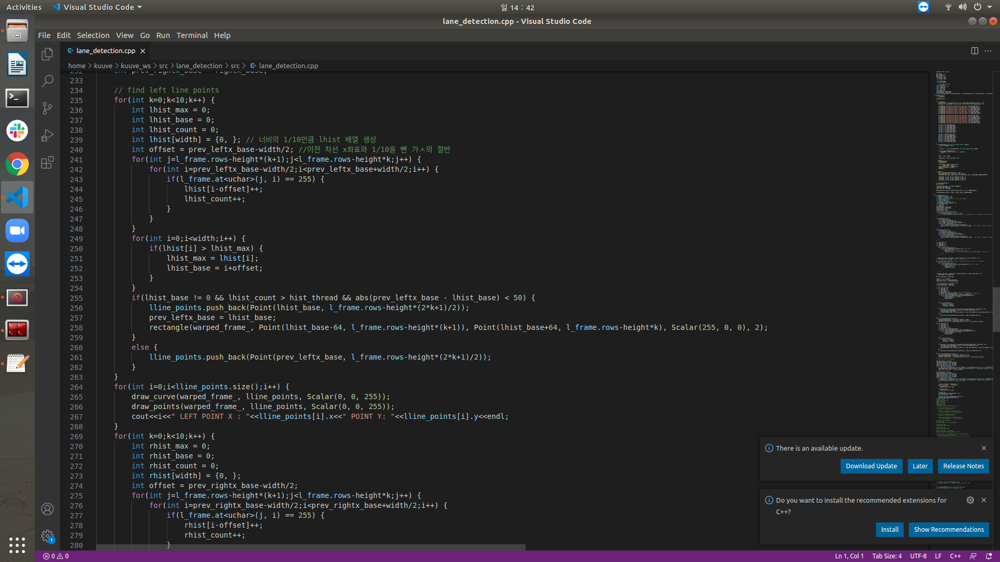 Activities
Visual Studio Code
일 14 : 42
lane_detection.cpp - Visual Studio Code
File Edit Selection View Go Run Terminal Help
lane_detection.cpp
home > kuuve > kuuve_ws > src > lane_detection > src > lane_detection.cpp
232 int prev_rightx_base = rightx_base;
233
234 // find left line points
235 for(int k=0;k<10;k++) {
236 int lhist_max = 0;
237 int lhist_base = 0;
238 int lhist_count = 0;
239 int lhist[width] = {0, }; // 너비의 1/10만큼 lhist 배열 생성
240 int offset = prev_leftx_base-width/2; //이전 차선 x좌표와 1/10을 뺀 가ㅅ의 절반
241 for(int j=l_frame.rows-height*(k+1);j<l_frame.rows-height*k;j++) {
242 for(int i=prev_leftx_base-width/2;i<prev_leftx_base+width/2;i++) {
243 if(l_frame.at<uchar>(j, i) == 255) {
244 lhist[i-offset]++;
245 lhist_count++;
246 }
247 }
248 }
249 for(int i=0;i<width;i++) {
250 if(lhist[i] > lhist_max) {
251 lhist_max = lhist[i];
252 lhist_base = i+offset;
253 }
254 }
255 if(lhist_base != 0 && lhist_count > hist_thread && abs(prev_leftx_base - lhist_base) < 50) {
256 lline_points.push_back(Point(lhist_base, l_frame.rows-height*(2*k+1)/2));
257 prev_leftx_base = lhist_base;
258 rectangle(warped_frame_, Point(lhist_base-64, l_frame.rows-height*(k+1)), Point(lhist_base+64, l_frame.rows-height*k), Scalar(255, 0, 0), 2);
259 }
260 else {
261 lline_points.push_back(Point(prev_leftx_base, l_frame.rows-height*(2*k+1)/2));
262 }
263 }
264 for(int i=0;i<lline_points.size();i++) {
265 draw_curve(warped_frame_, lline_points, Scalar(0, 0, 255));
266 draw_points(warped_frame_, lline_points, Scalar(0, 0, 255));
267 cout<<i<<" LEFT POINT X : "<<lline_points[i].x<<" POINT Y: "<<lline_points[i].y<<endl;
268 }
269 for(int k=0;k<10;k++) {
270 int rhist_max = 0;
271 int rhist_base = 0;
272 int rhist_count = 0;
273 int rhist[width] = {0, };
274 int offset = prev_rightx_base-width/2;
275 for(int j=l_frame.rows-height*(k+1);j<l_frame.rows-height*k;j++) {
276 for(int i=prev_rightx_base-width/2;i<prev_rightx_base+width/2;i++) {
277 if(l_frame.at<uchar>(j, i) == 255) {
278 rhist[i-offset]++;
279 rhist_count++;
280 }
There is an available update.
Download Update Later Release Notes
Do you want to install the recommended extensions for
C++?
Install Show Recommendations
1
0 0
Ln 1, Col 1 Tab Size: 4 UTF-8 LF C++